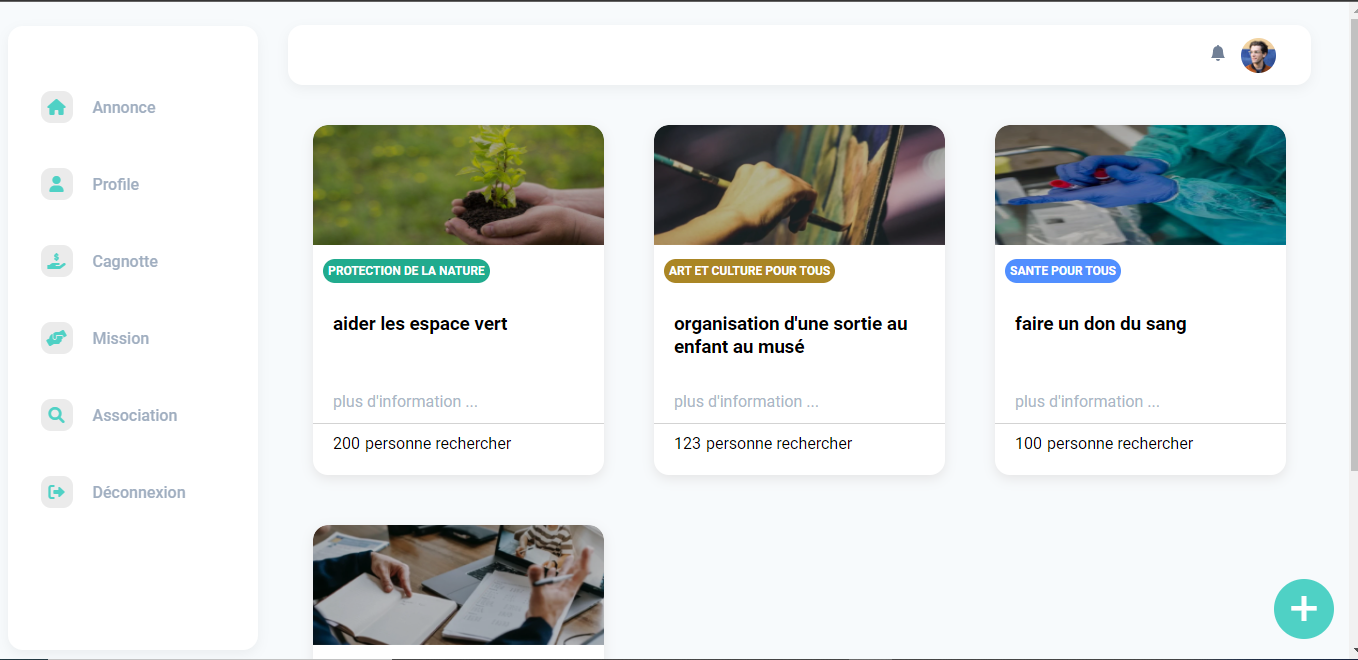 Annonce
Profile
Cagnotte
Mission
Association
Déconnexion
PROTECTION DE LA NATURE
aider les espace vert
plus d'information ...
200 personne rechercher
ART ET CULTURE POUR TOUS
organisation d'une sortie au
enfant au musé
plus d'information ...
123 personne rechercher
SANTE POUR TOUS
faire un don du sang
plus d'information ...
100 personne rechercher